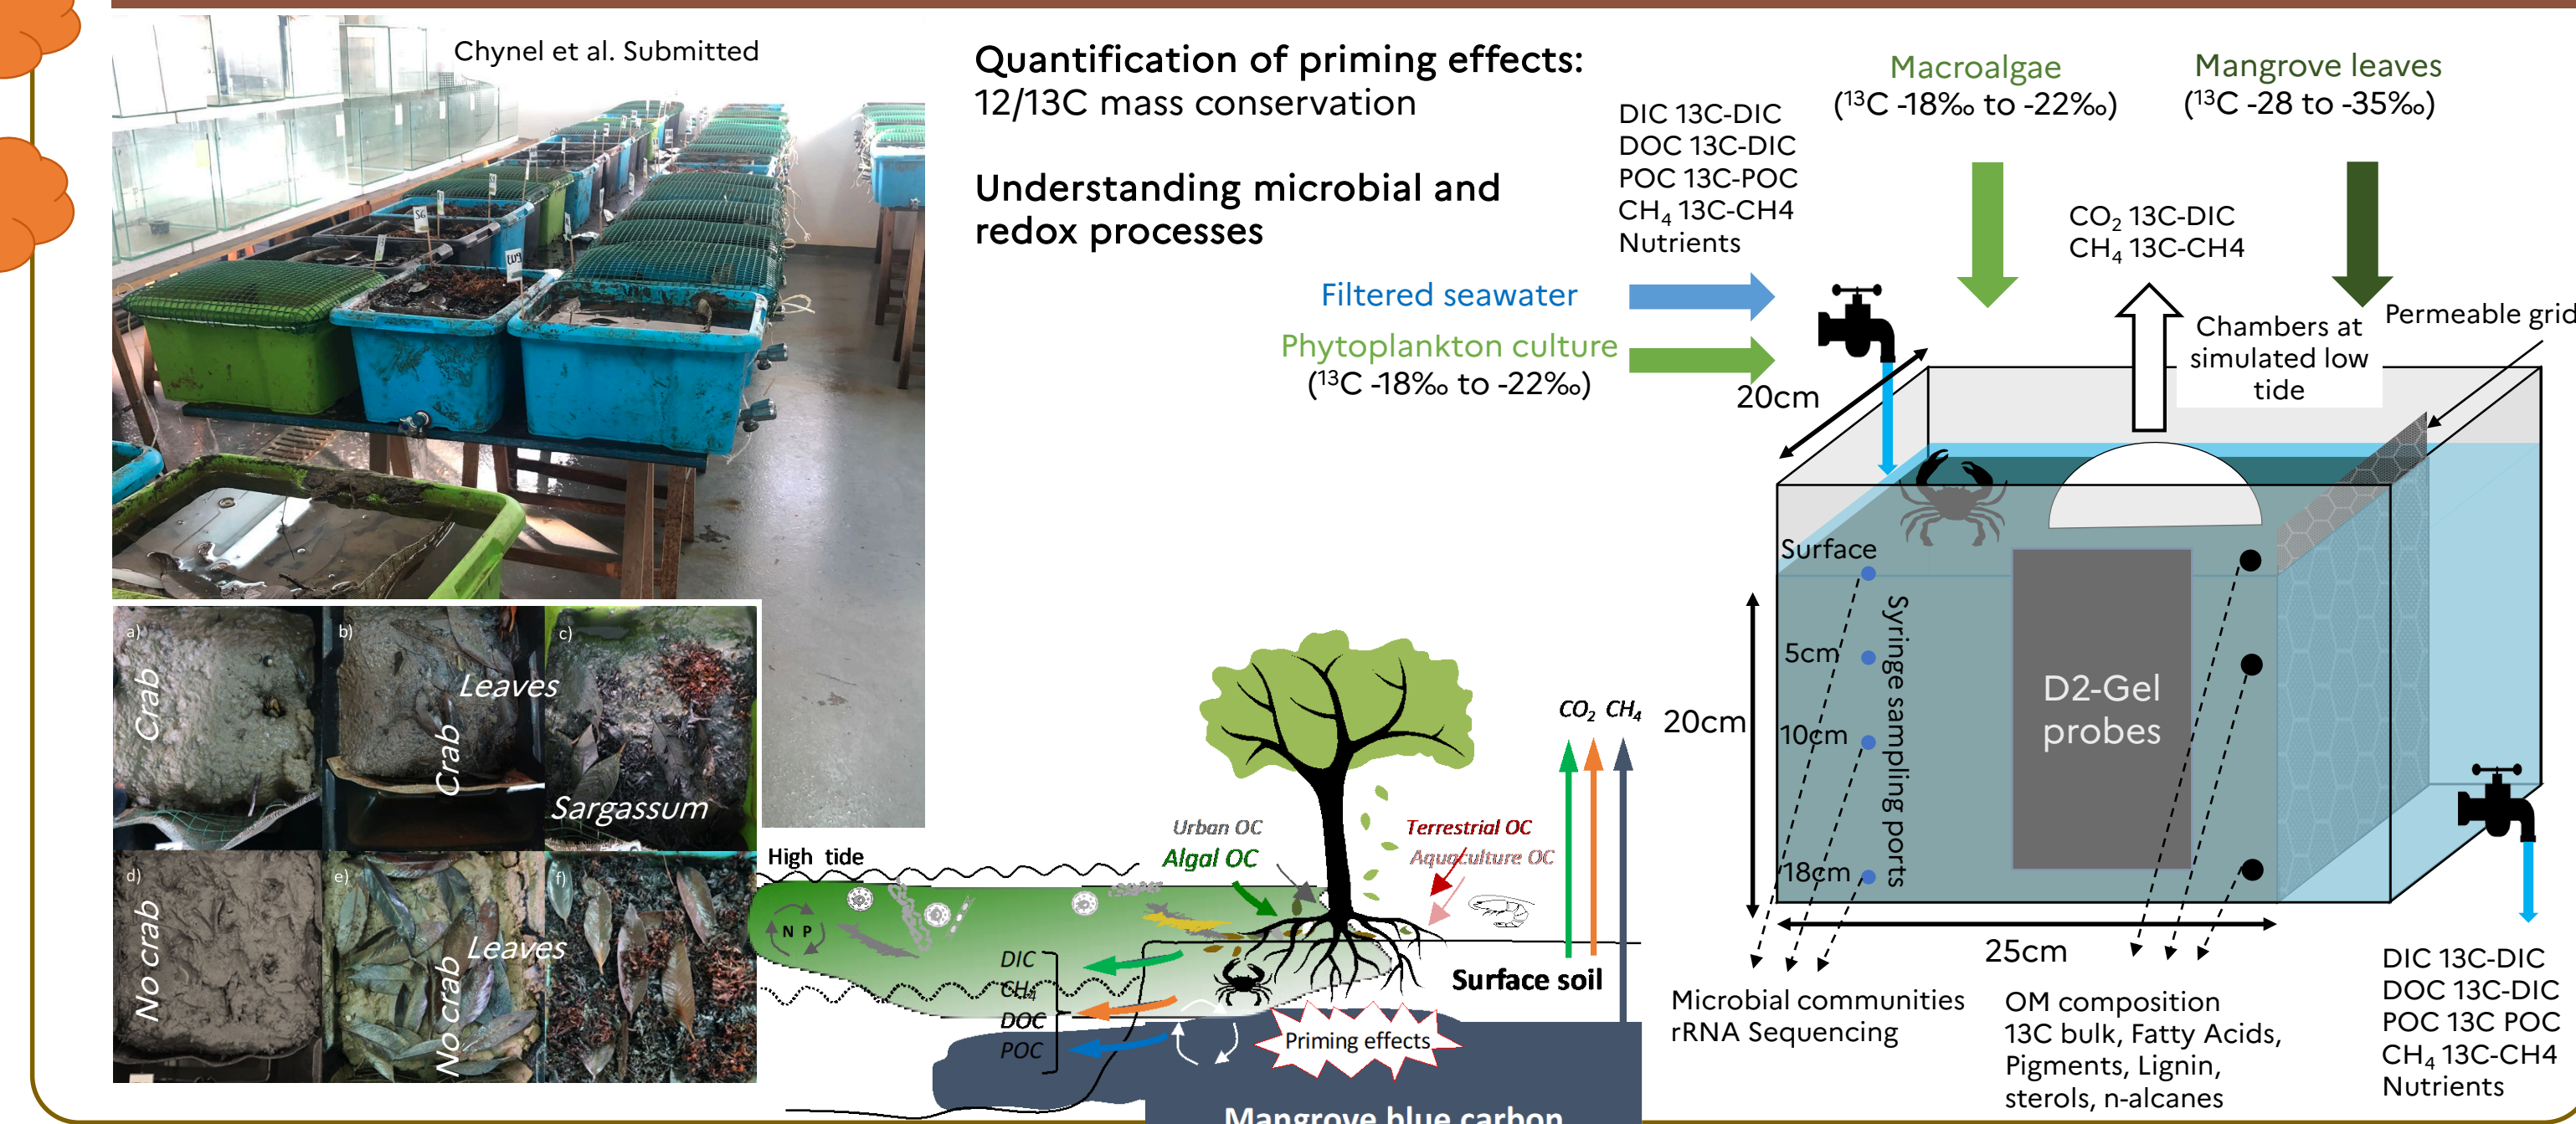 Chynel et al. Submitted
Quantification of priming effects:
12/13C mass conservation
Understanding microbial and
redox processes
DIC 13C-DIC
DOC 13C-DIC
POC 13C-POC
CH₄ 13C-CH4
Nutrients
Macroalgae
(¹³C -18‰ to -22‰)
Mangrove leaves
(¹³C -28 to -35‰)
CO₂ 13C-DIC
CH₄ 13C-CH4
Filtered seawater
Phytoplankton culture
(¹³C -18‰ to -22‰)
Chambers at
simulated low
tide
Permeable grid
20cm
Surface
5cm
10cm
18cm
Syringe sampling ports
D2-Gel
probes
20cm
25cm
Microbial communities
rRNA Sequencing
OM composition
13C bulk, Fatty Acids,
Pigments, Lignin,
sterols, n-alcanes
DIC 13C-DIC
DOC 13C-DIC
POC 13C POC
CH₄ 13C-CH4
Nutrients
S6
W9
a)
Crab
b)
Leaves
Crab
c)
Sargassum
d)
No crab
e)
Leaves
No crab
f)
High tide
Urban OC
Algal OC
Terrestrial OC
Aquaculture OC
CO₂ CH₄
N P
DIC
CH₄
DOC
POC
Surface soil
Priming effects
Mangrove blue carbon